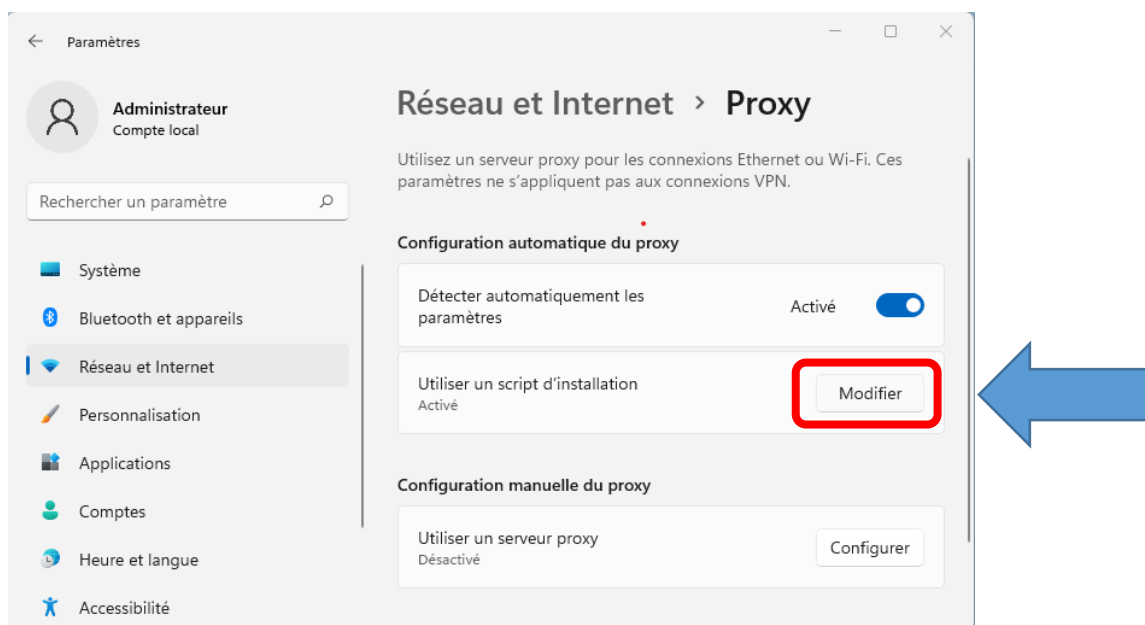 Paramètres
Administrateur
Compte local
Rechercher un paramètre
Système
Bluetooth et appareils
Réseau et Internet
Personnalisation
Applications
Comptes
Heure et langue
Accessibilité
Réseau et Internet > Proxy
Utilisez un serveur proxy pour les connexions Ethernet ou Wi-Fi. Ces
paramètres ne s’appliquent pas aux connexions VPN.
Configuration automatique du proxy
Détecter automatiquement les
paramètres
Activé
Utiliser un script d’installation
Activé
Modifier
Configuration manuelle du proxy
Utiliser un serveur proxy
Désactivé
Configurer